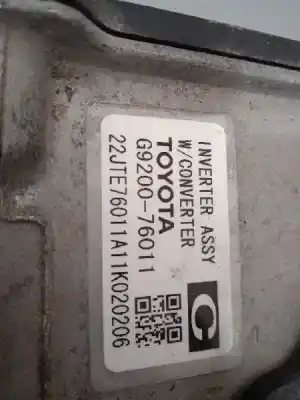 INVERTER ASSY
W/CONVERTER
TOYOTA
G9200-76011
22JTE76011A11K020206
C